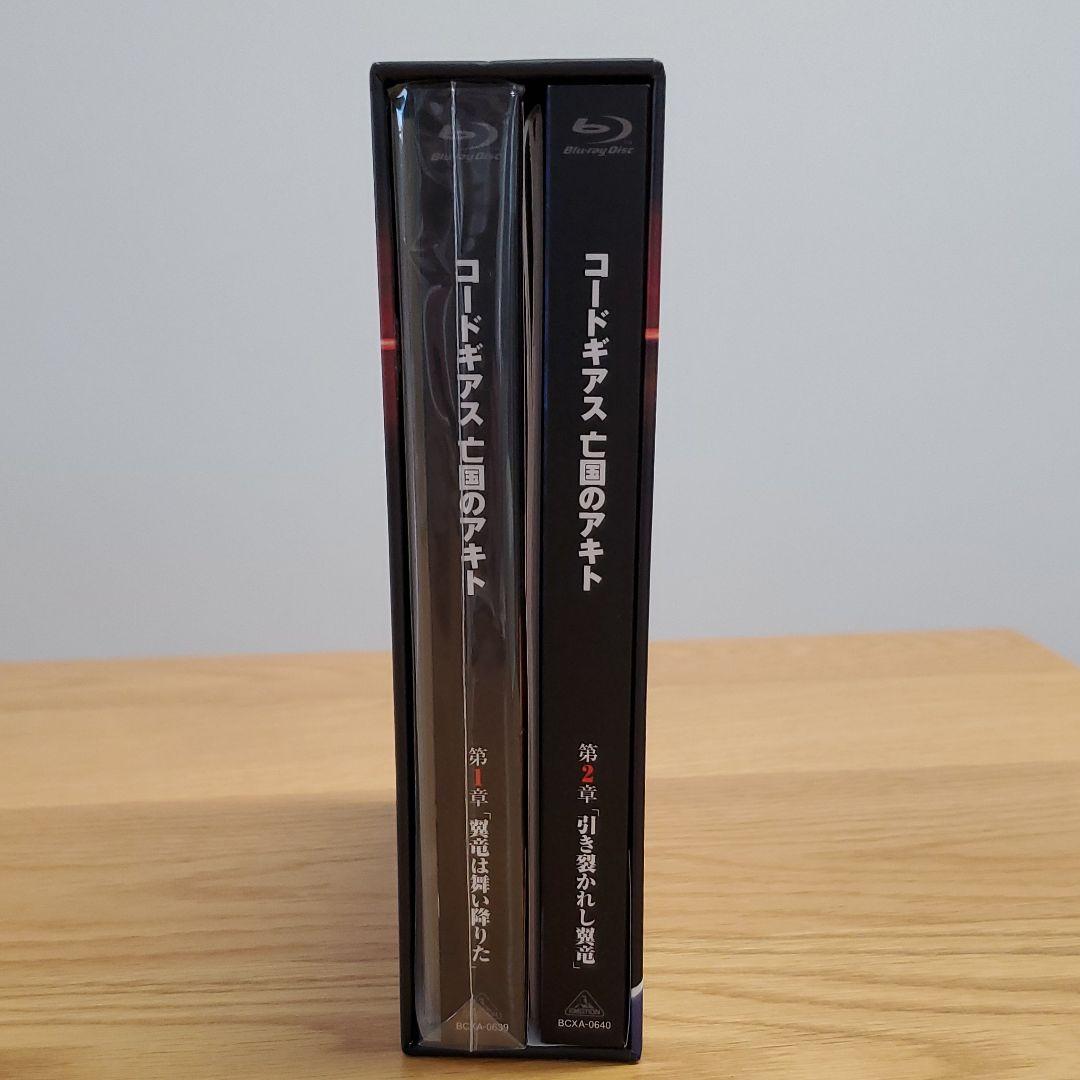 Blu-ray Disc
コードギアス 亡国のアキト
第1章「翼竜は舞い降りた」
BCXA-0639
Blu-ray Disc
コードギアス 亡国のアキト
第2章「引き裂かれし翼竜」
EMOTION
BCXA-0640